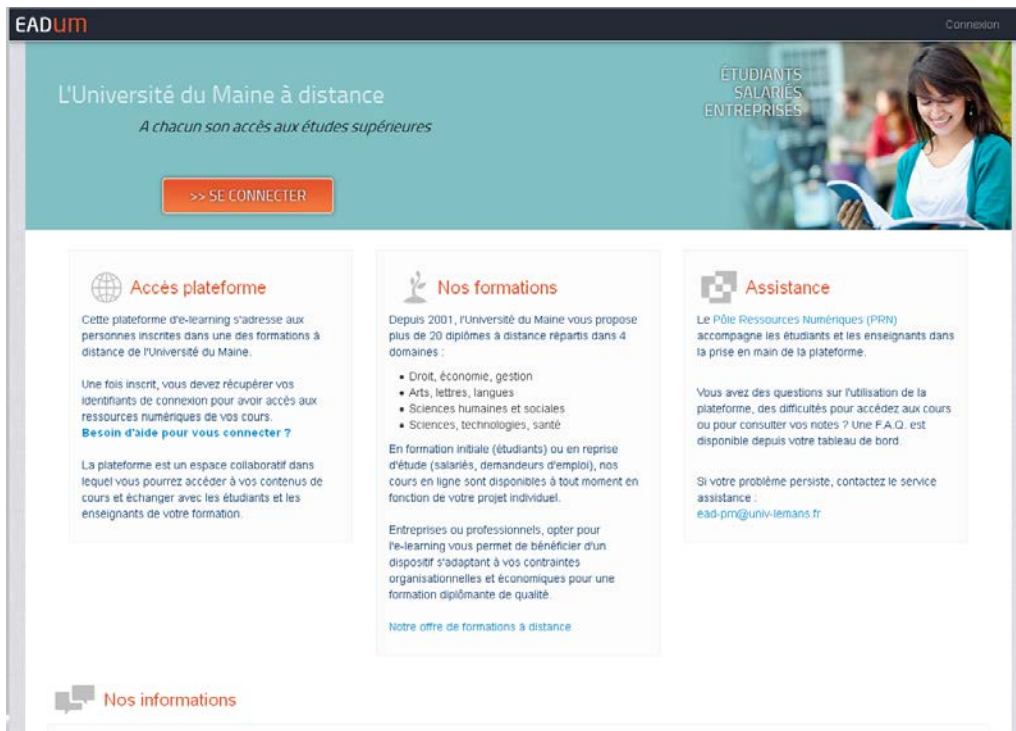 EADUM
Connexion
L'Université du Maine à distance
A chacun son accès aux études supérieures
ÉTUDIANTS
SALARIÉS
ENTREPRISES
>> SE CONNECTER
Accès plateforme
Cette plateforme d'e-learning s'adresse aux
personnes inscrites dans une des formations à
distance de l'Université du Maine.
Une fois inscrit, vous devez récupérer vos
identifiants de connexion pour avoir accès aux
ressources numériques de vos cours.
Besoin d'aide pour vous connecter ?
La plateforme est un espace collaboratif dans
lequel vous pourrez accéder à vos contenus de
cours et échanger avec les étudiants et les
enseignants de votre formation.
Nos formations
Depuis 2001, l'Université du Maine vous propose
plus de 20 diplômes à distance répartis dans 4
domaines :
• Droit, économie, gestion
• Arts, lettres, langues
• Sciences humaines et sociales
• Sciences, technologies, santé
En formation initiale (étudiants) ou en reprise
d'étude (salariés, demandeurs d'emploi), nos
cours en ligne sont disponibles à tout moment en
fonction de votre projet individuel.
Entreprises ou professionnels, opter pour
l'e-learning vous permet de bénéficier d'un
dispositif s'adaptant à vos contraintes
organisationnelles et économiques pour une
formation diplômante de qualité.
Notre offre de formations à distance
Assistance
Le Pôle Ressources Numériques (PRN)
accompagne les étudiants et les enseignants dans
la prise en main de la plateforme.
Vous avez des questions sur l'utilisation de la
plateforme, des difficultés pour accédez aux cours
ou pour consulter vos notes ? Une F.A.Q. est
disponible depuis votre tableau de bord.
Si votre problème persiste, contactez le service
assistance :
ead-prn@univ-lemans.fr
Nos informations